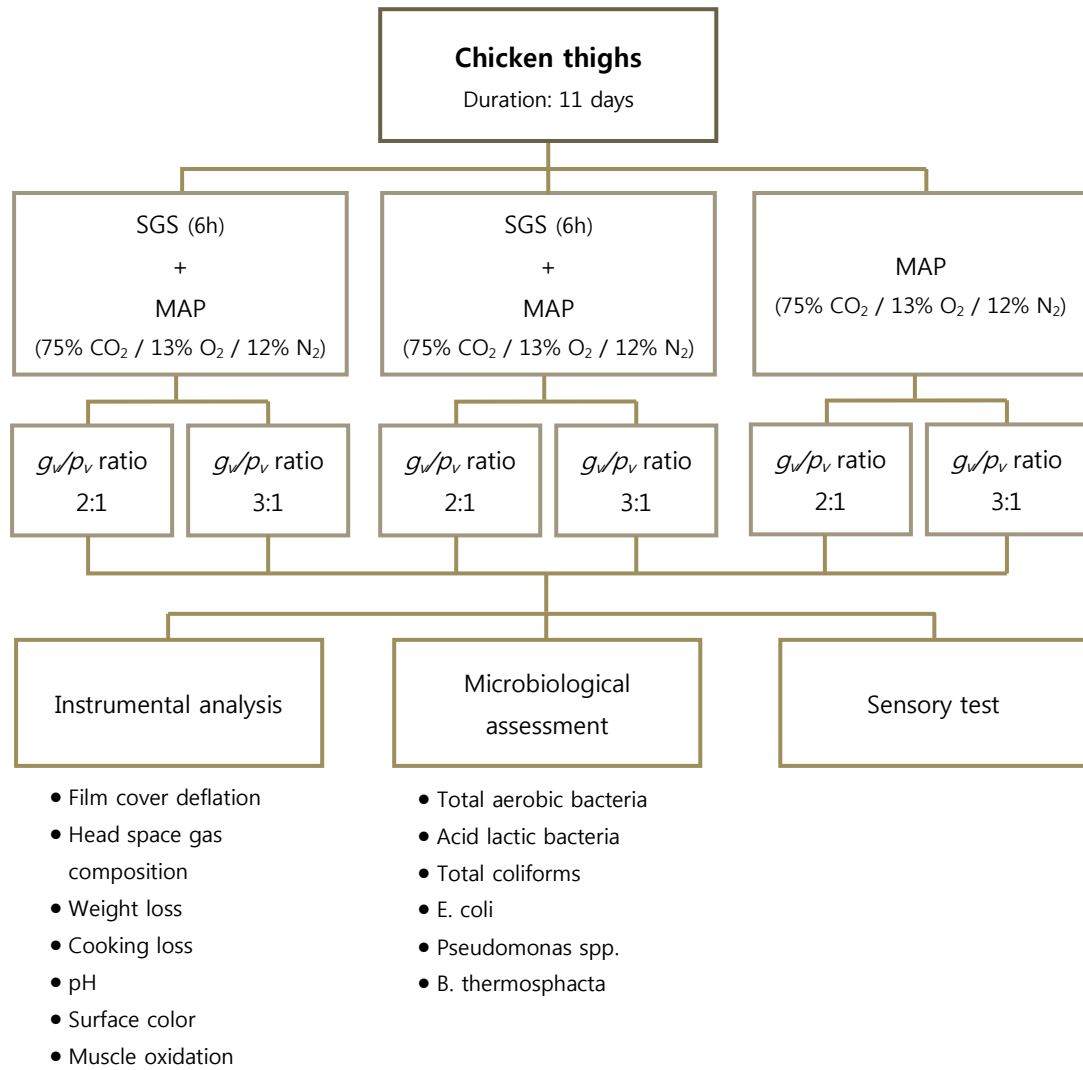 Chicken thighs
Duration: 11 days
SGS (6h)
+
MAP
(75% CO₂ / 13% O₂ / 12% N₂)
SGS (6h)
+
MAP
(75% CO₂ / 13% O₂ / 12% N₂)
MAP
(75% CO₂ / 13% O₂ / 12% N₂)
gᵥ/pᵥ ratio
2:1
gᵥ/pᵥ ratio
3:1
gᵥ/pᵥ ratio
2:1
gᵥ/pᵥ ratio
3:1
gᵥ/pᵥ ratio
2:1
gᵥ/pᵥ ratio
3:1
Instrumental analysis
• Film cover deflation
• Head space gas
composition
• Weight loss
• Cooking loss
• pH
• Surface color
• Muscle oxidation
Microbiological
assessment
• Total aerobic bacteria
• Acid lactic bacteria
• Total coliforms
• E. coli
• Pseudomonas spp.
• B. thermosphacta
Sensory test